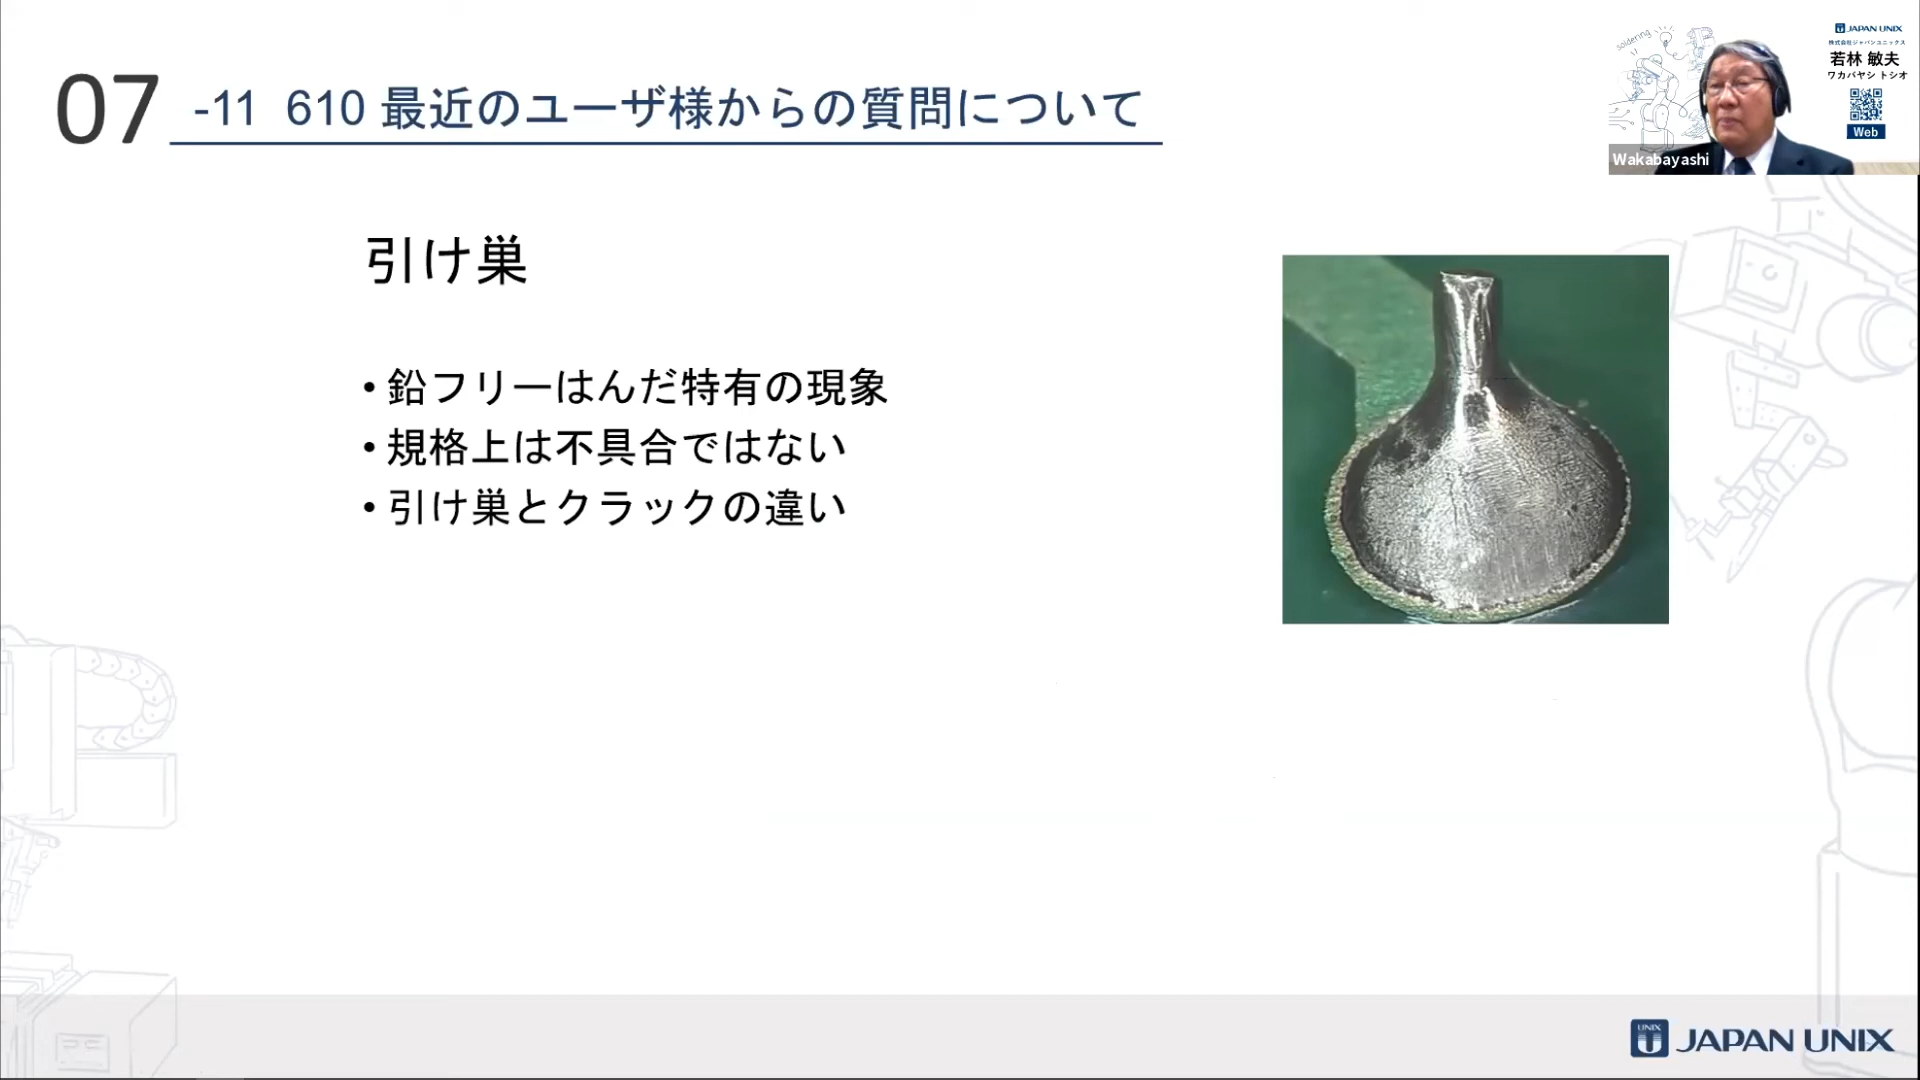 07 -11 610 最近のユーザ様からの質問について
引け巣
• 鉛フリーはんだ特有の現象
• 規格上は不具合ではない
• 引け巣とクラックの違い
soldering
JAPAN UNIX
株式会社ジャパンユニックス
若林 敏夫
ワカバヤシ トシオ
Web
Wakabayashi
UNIX
JAPAN UNIX